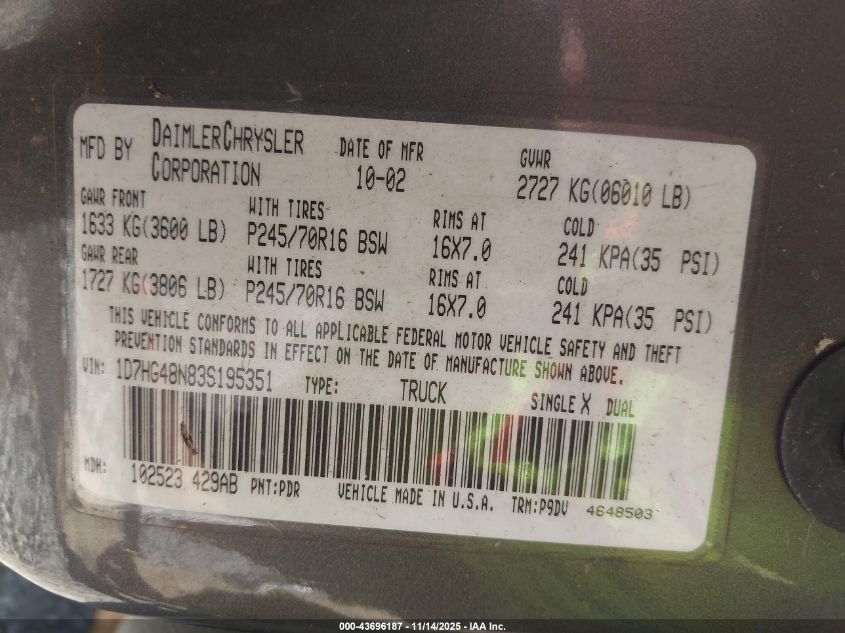 MFD BY DAIMLERCHRYSLER CORPORATION DATE OF MFR 10-02 GVWR 2727 KG(06010 LB)
GAWR FRONT WITH TIRES RIMS AT COLD
1633 KG(3600 LB) P245/70R16 BSW 16X7.0 241 KPA(35 PSI)
GAWR REAR WITH TIRES RIMS AT COLD
1727 KG(3806 LB) P245/70R16 BSW 16X7.0 241 KPA(35 PSI)
THIS VEHICLE CONFORMS TO ALL APPLICABLE FEDERAL MOTOR VEHICLE SAFETY AND THEFT
PREVENTION STANDARDS IN EFFECT ON THE DATE OF MANUFACTURE SHOWN ABOVE.
VIN: 1D7HG48N83S195351 TYPE: TRUCK SINGLE X DUAL
MDH: 102523 429AB PNT:PDR VEHICLE MADE IN U.S.A. TRM:P9DV 4648503
000-43696187 - 11/14/2025 - IAA Inc.